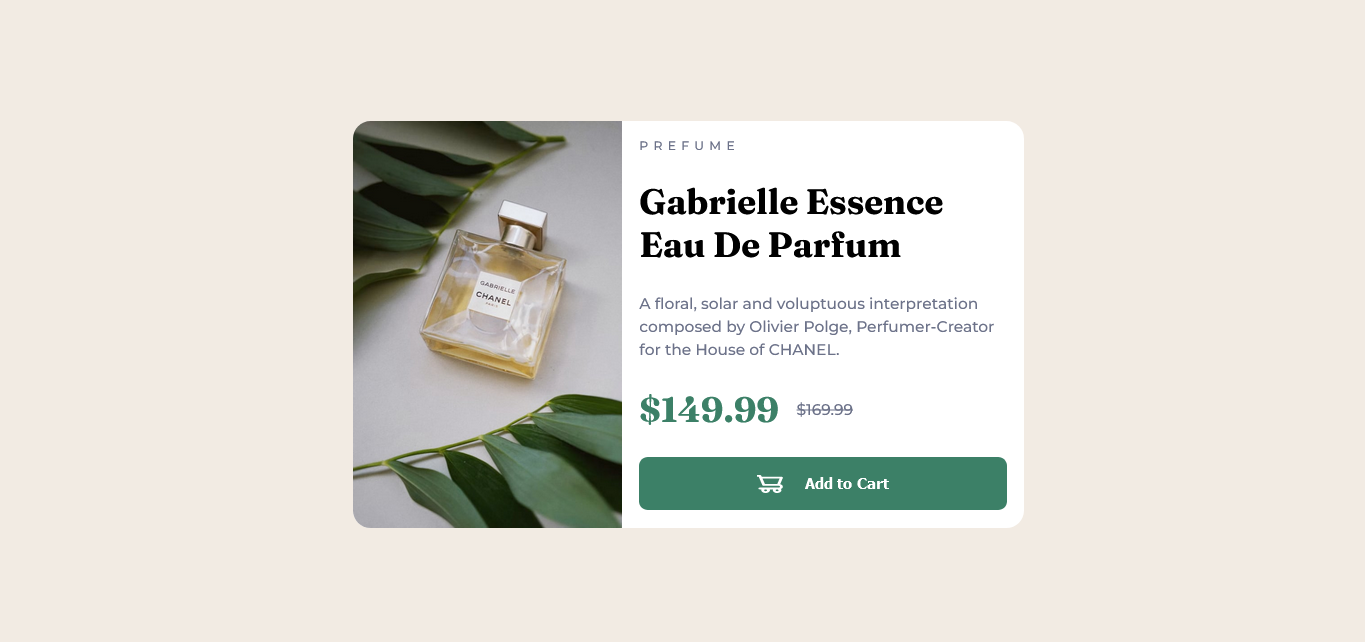 PREFUME
Gabrielle Essence
Eau De Parfum
A floral, solar and voluptuous interpretation
composed by Olivier Polge, Perfumer-Creator
for the House of CHANEL.
$149.99 $169.99
Add to Cart
GABRIELLE
CHANEL
PARIS